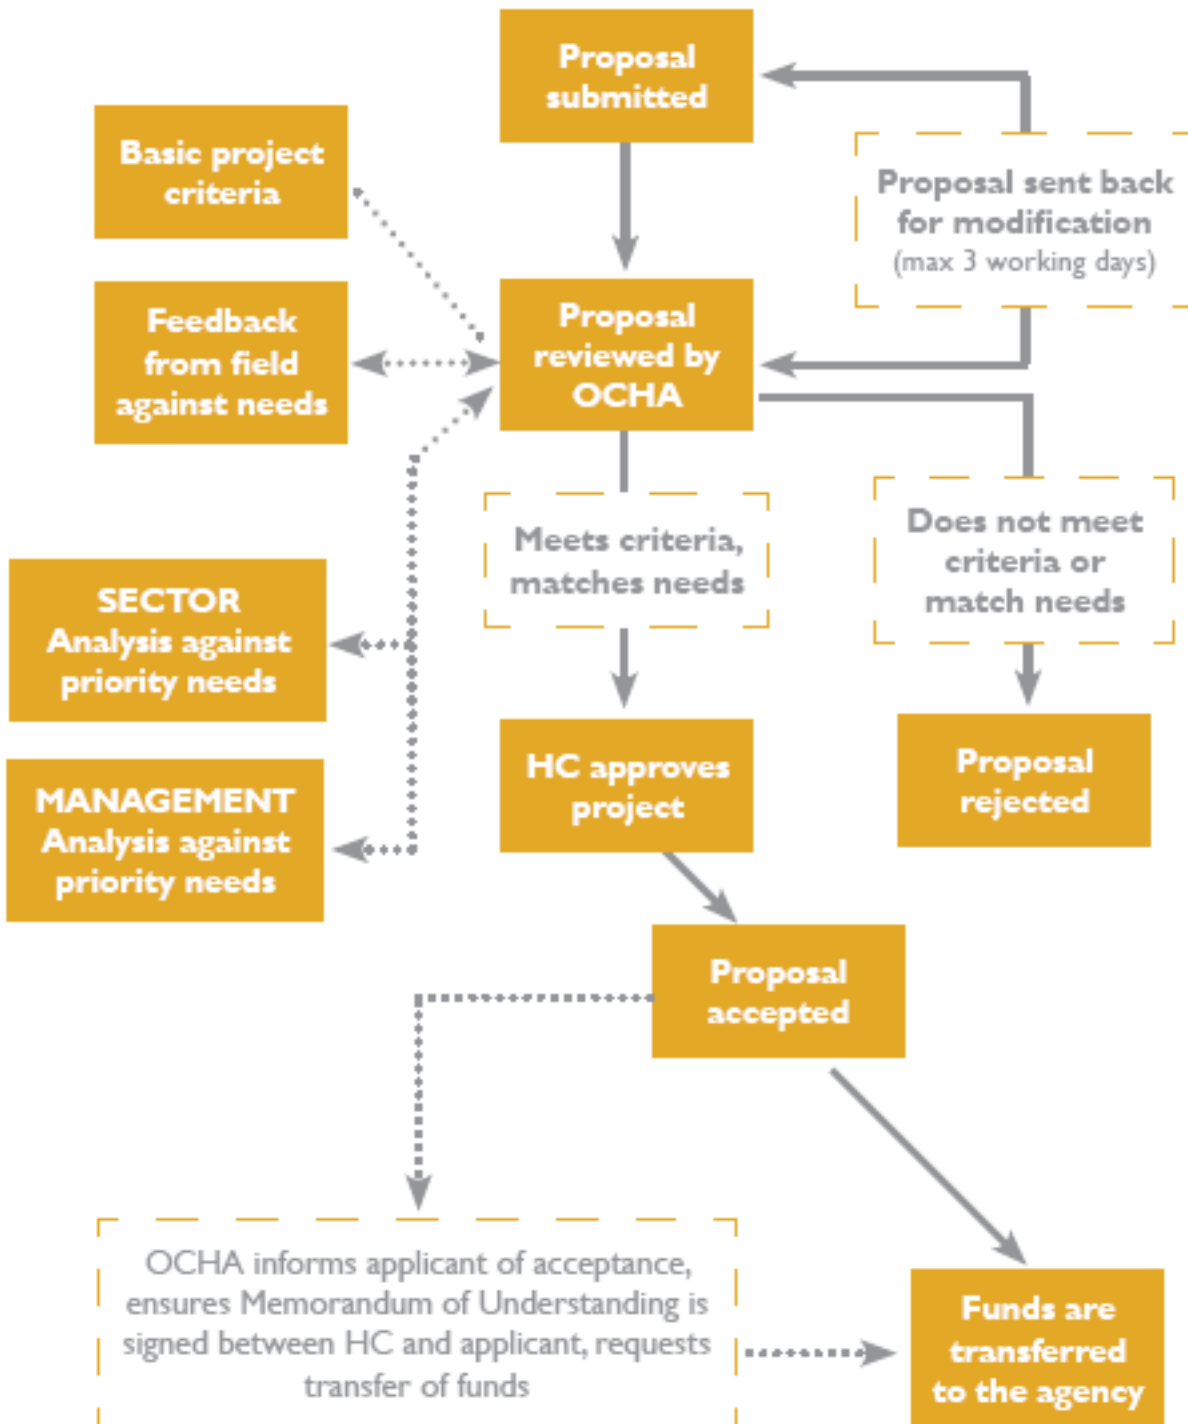 Proposal
submitted
Basic project
criteria
Proposal sent back
for modification
(max 3 working days)
Feedback
from field
against needs
Proposal
reviewed by
OCHA
Meets criteria,
matches needs
Does not meet
criteria or
match needs
SECTOR
Analysis against
priority needs
HC approves
project
Proposal
rejected
MANAGEMENT
Analysis against
priority needs
Proposal
accepted
OCHA informs applicant of acceptance,
ensures Memorandum of Understanding is
signed between HC and applicant, requests
transfer of funds
Funds are
transferred
to the agency